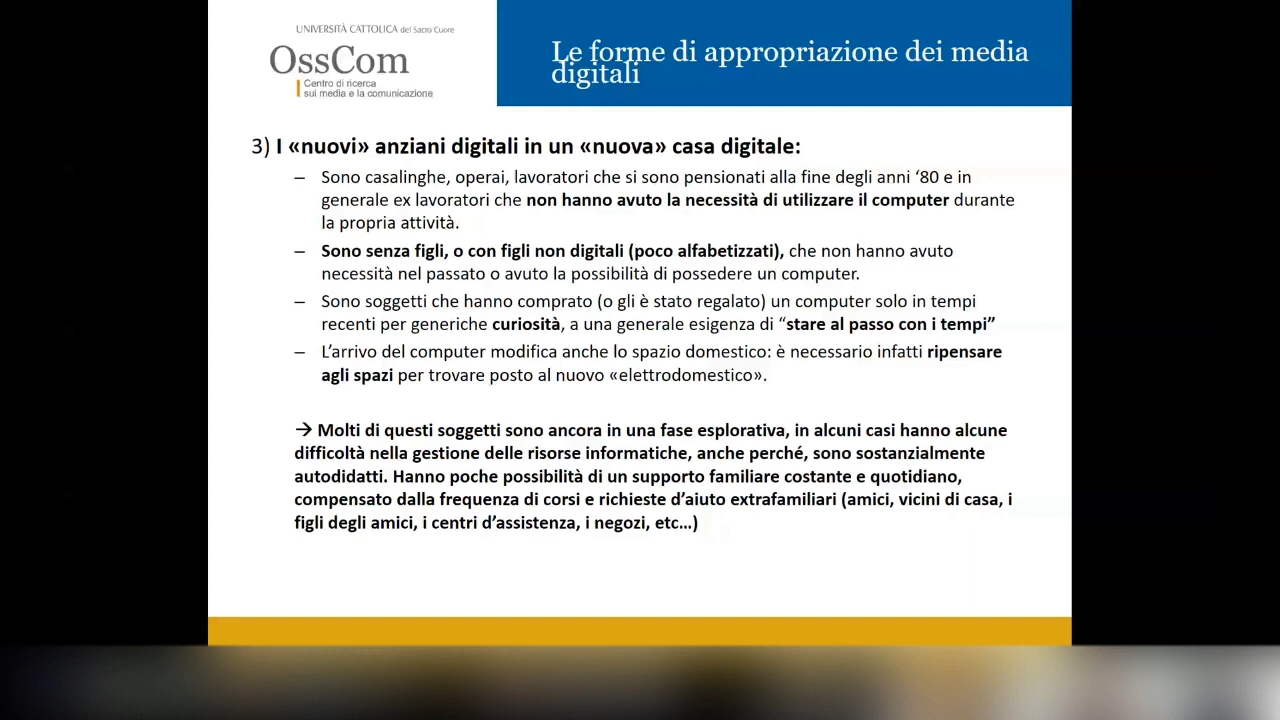 UNIVERSITÀ CATTOLICA del Sacro Cuore
OssCom
Centro di ricerca
sui media e la comunicazione
Le forme di appropriazione dei media
digitali
3) I «nuovi» anziani digitali in un «nuova» casa digitale:
– Sono casalinghe, operai, lavoratori che si sono pensionati alla fine degli anni ‘80 e in
generale ex lavoratori che non hanno avuto la necessità di utilizzare il computer durante
la propria attività.
– Sono senza figli, o con figli non digitali (poco alfabetizzati), che non hanno avuto
necessità nel passato o avuto la possibilità di possedere un computer.
– Sono soggetti che hanno comprato (o gli è stato regalato) un computer solo in tempi
recenti per generiche curiosità, a una generale esigenza di “stare al passo con i tempi”
– L’arrivo del computer modifica anche lo spazio domestico: è necessario infatti ripensare
agli spazi per trovare posto al nuovo «elettrodomestico».
→ Molti di questi soggetti sono ancora in una fase esplorativa, in alcuni casi hanno alcune
difficoltà nella gestione delle risorse informatiche, anche perché, sono sostanzialmente
autodidatti. Hanno poche possibilità di un supporto familiare costante e quotidiano,
compensato dalla frequenza di corsi e richieste d’aiuto extrafamiliari (amici, vicini di casa, i
figli degli amici, i centri d’assistenza, i negozi, etc…)